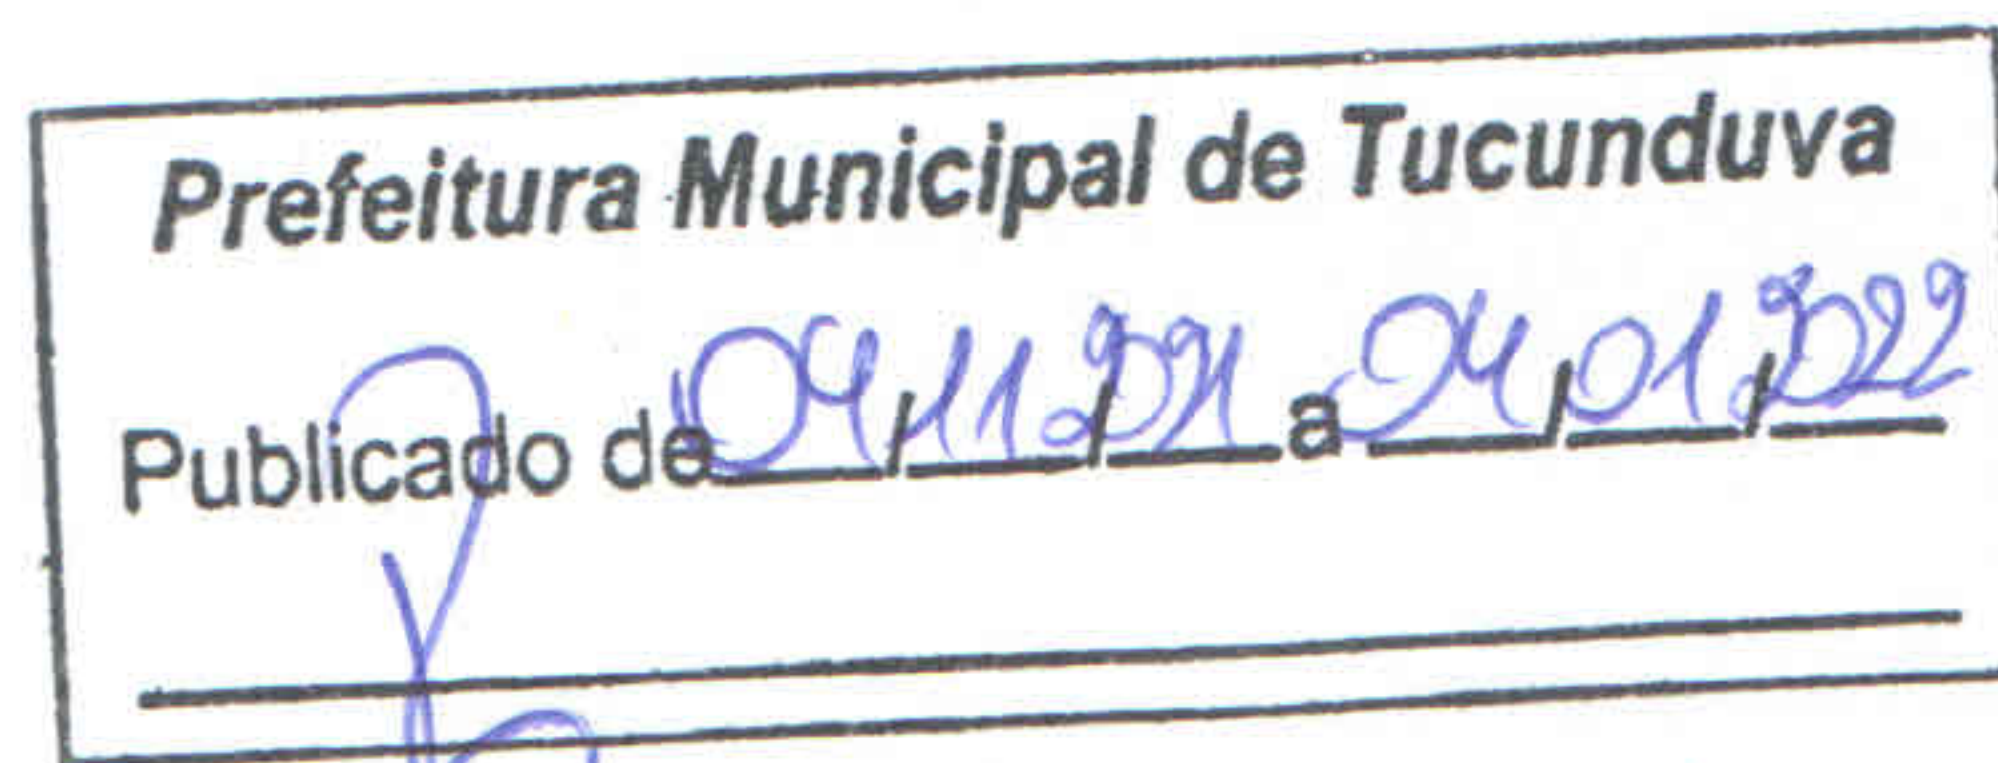 Prefeitura Municipal de Tucunduva
Publicado de 04/11/2021 a 04/01/2022